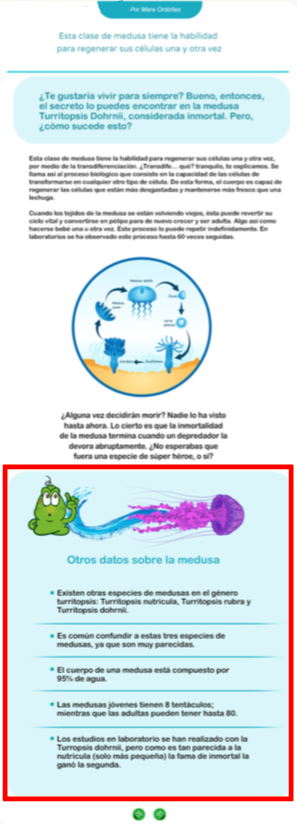 Por Mara Ordóñez
Esta clase de medusa tiene la habilidad
para regenerar sus células una y otra vez
¿Te gustaría vivir para siempre? Bueno, entonces,
el secreto lo puedes encontrar en la medusa
Turritopsis Dohrnii, considerada inmortal. Pero,
¿cómo sucede esto?
Esta clase de medusa tiene la habilidad para regenerar sus células una y otra vez,
por medio de la transdiferenciación. ¿Transdife... qué? tranquilo, te explicamos. Se
llama así al proceso biológico que consiste en la capacidad de las células de
transformarse en cualquier otro tipo de célula. De esta forma, el cuerpo es capaz de
regenerar las células que están más desgastadas y mantenerse más fresco que una
lechuga.
Cuando los tejidos de la medusa se están volviendo viejos, ésta puede revertir su
ciclo vital y convertirse en pólipo para de nuevo crecer y ser adulta. Algo así como
hacerse bebé una u otra vez. Este proceso lo puede repetir indefinidamente. En
laboratorios se ha observado este proceso hasta 60 veces seguidas.
Medusa adulta
¿Alguna vez decidirán morir? Nadie lo ha visto
hasta ahora. Lo cierto es que la inmortalidad
de la medusa termina cuando un depredador la
devora abruptamente. ¿No esperabas que
fuera una especie de súper héroe, o sí?
Otros datos sobre la medusa
Existen otras especies de medusas en el género
turritopsis: Turritopsis nutricula, Turritopsis rubra y
Turritopsis dohrnii.
Es común confundir a estas tres especies de
medusas, ya que son muy parecidas.
El cuerpo de una medusa está compuesto por
95% de agua.
Las medusas jóvenes tienen 8 tentáculos;
mientras que las adultas pueden tener hasta 80.
Los estudios en laboratorio se han realizado con la
Turropsis dohrnii, pero como es tan parecida a la
nutricula (solo más pequeña) la fama de inmortal la
ganó la segunda.